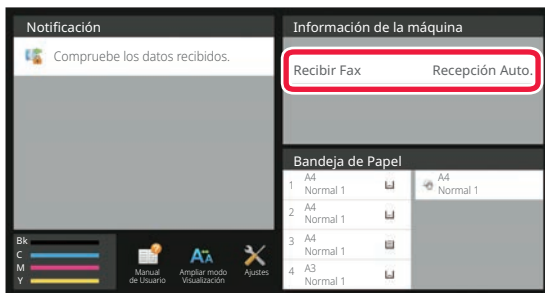 Notificación
Compruebe los datos recibidos.
Información de la máquina
Recibir Fax Recepción Auto.
Bandeja de Papel
1 A4
Normal 1
2 A4
Normal 1
3 A4
Normal 1
4 A3
Normal 1
A4
Normal 1
Bk
C
M
Y
Manual
de Usuario
Ampliar modo
Visualización
Ajustes